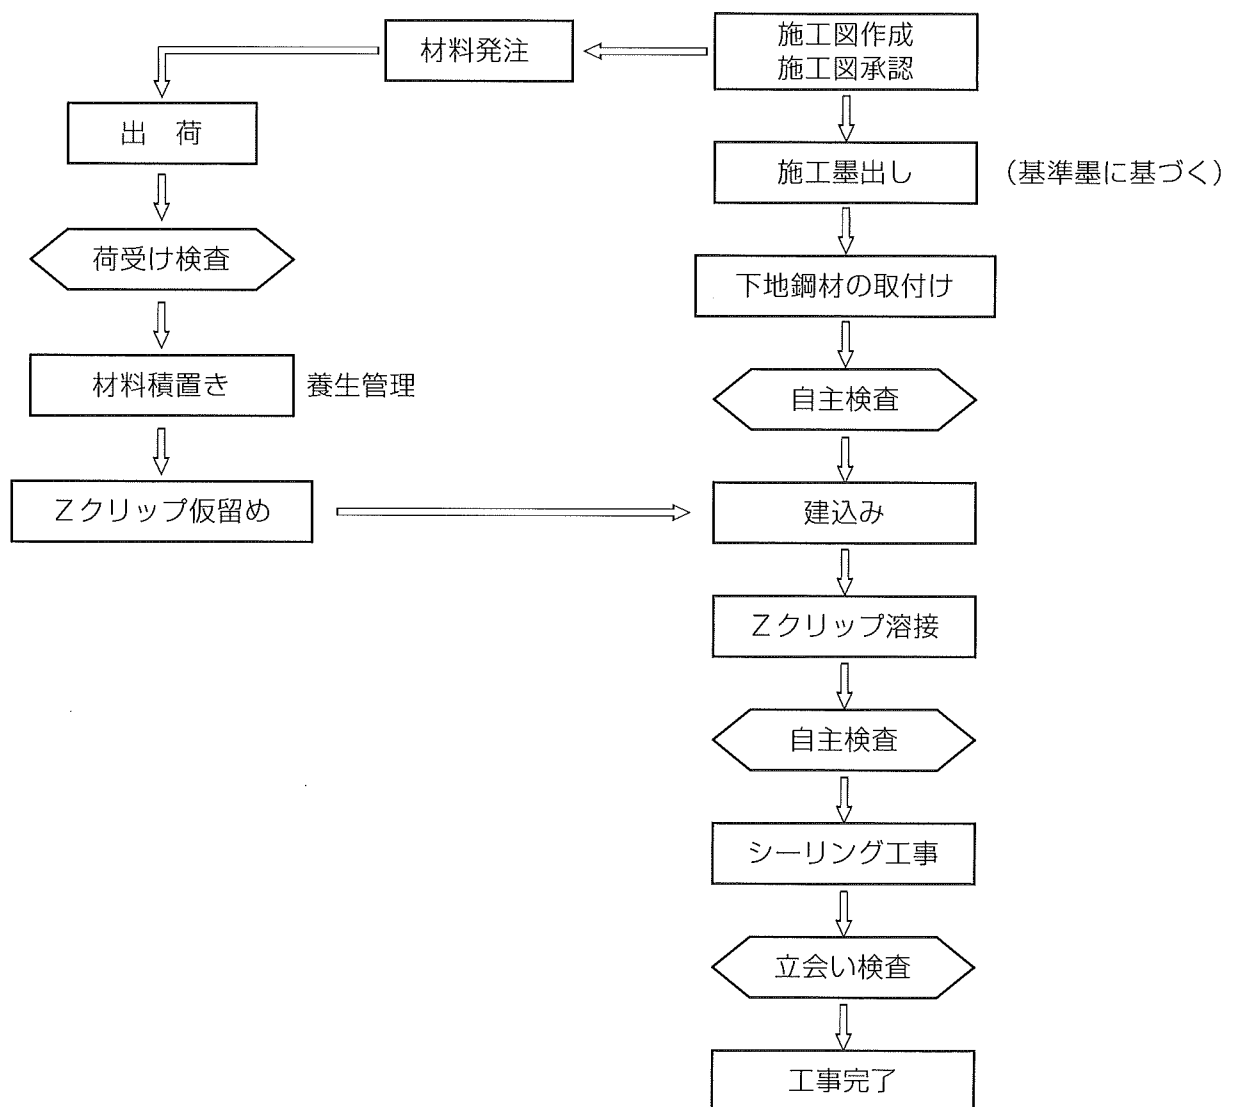 材料発注
施工図作成
施工図承認
出　荷
施工墨出し
（基準墨に基づく）
荷受け検査
下地鋼材の取付け
材料積置き
養生管理
自主検査
Ｚクリップ仮留め
建込み
Ｚクリップ溶接
自主検査
シーリング工事
立会い検査
工事完了